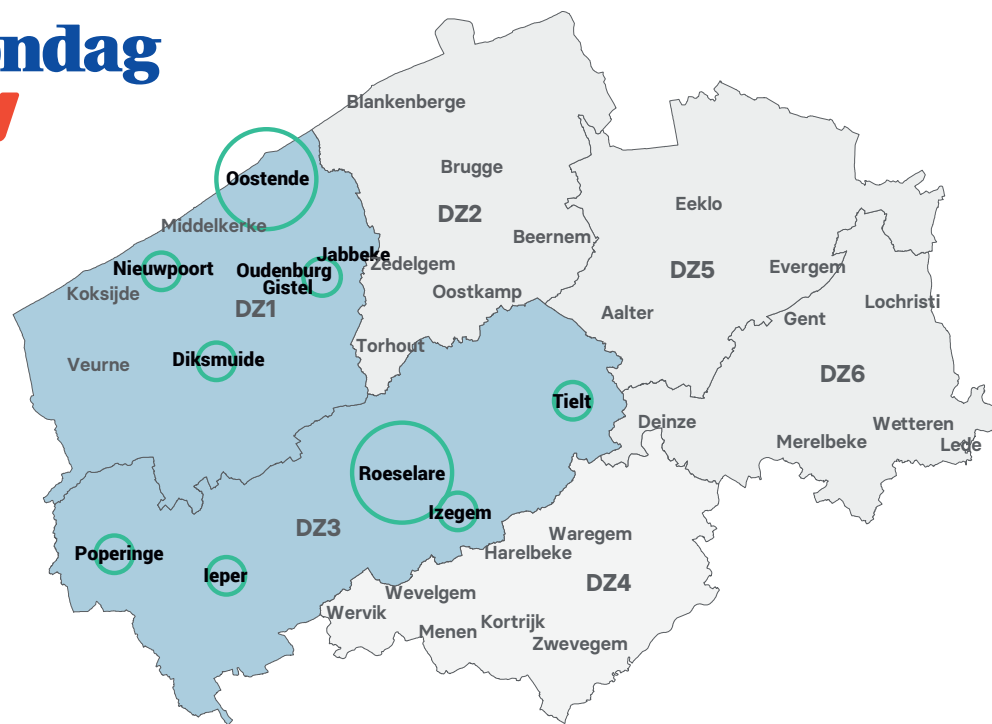 ondag
Blankenberge
Brugge
Oostende
Eeklo
DZ2
Middelkerke
Beernem
Jabbeke
Zedelgem
Nieuwpoort
Oudenburg
Gistel
DZ5
Evergem
Koksijde
Oostkamp
Lochristi
DZ1
Aalter
Gent
Torhout
Diksmuide
Veurne
DZ6
Tielt
Deinze
Wetteren
Merelbeke
Lede
Roeselare
Izegem
DZ3
Waregem
Harelbeke
Poperinge
Ieper
DZ4
Wevelgem
Wervik
Kortrijk
Menen
Zwevegem